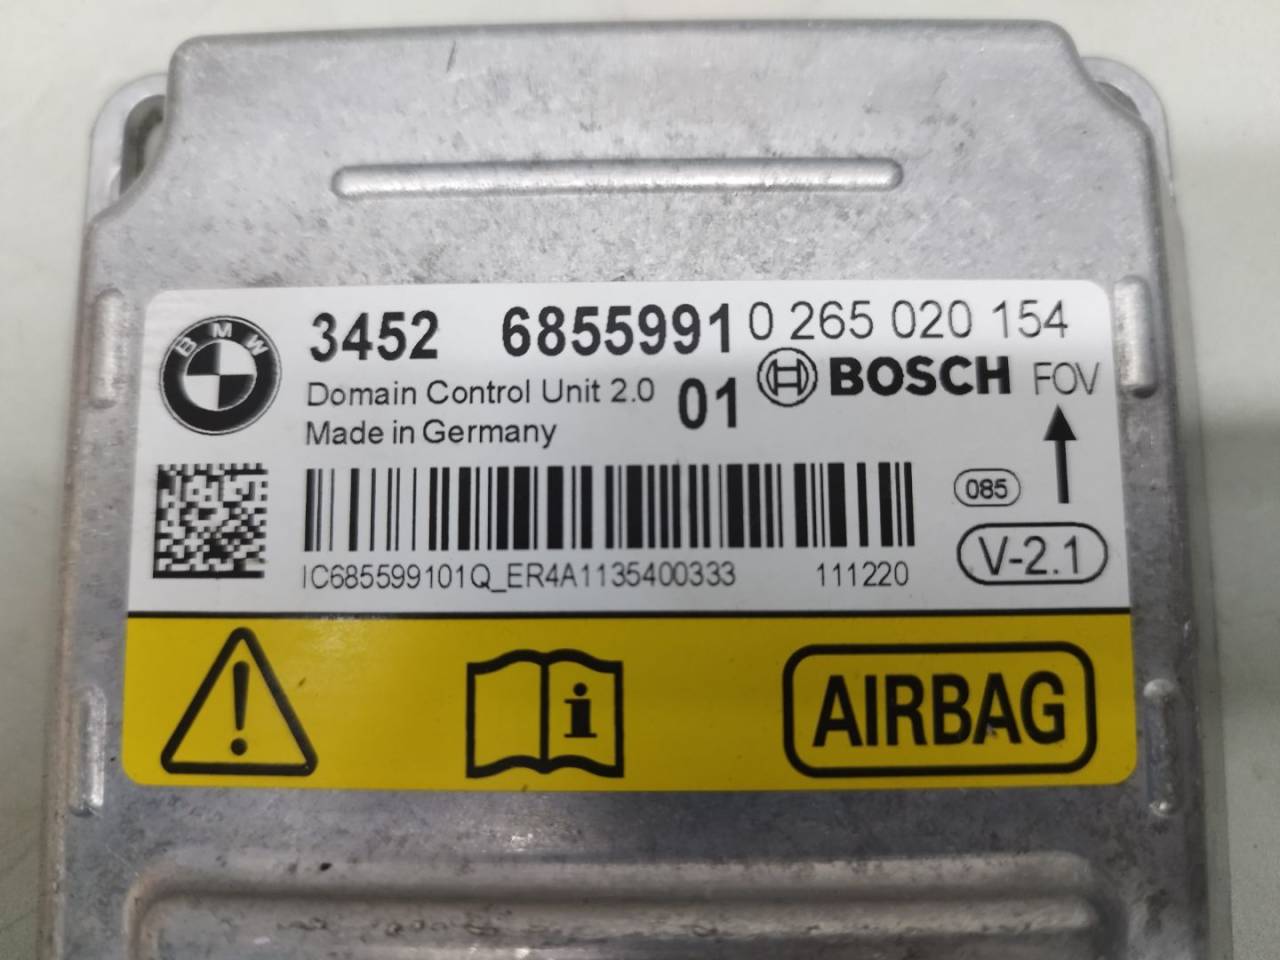 BMW
3452 6855991 0 265 020 154
Domain Control Unit 2.0 01 BOSCH FOV
Made in Germany
085
V-2.1
IC685599101Q_ER4A1135400333 111220
i
AIRBAG